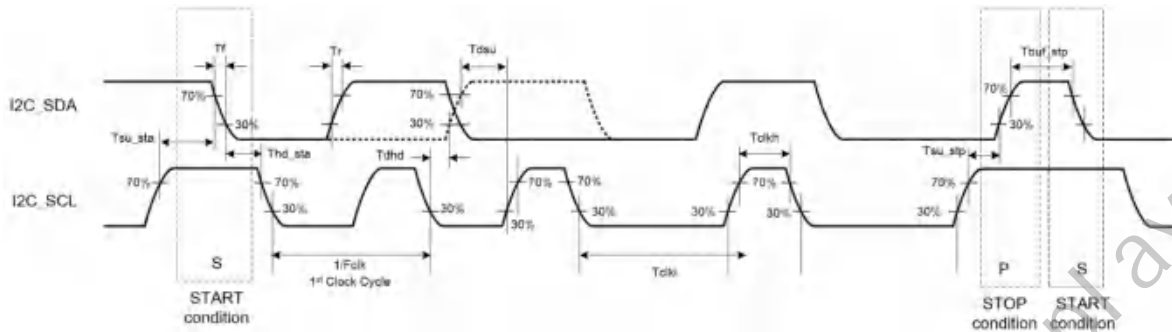 Tf
Tr
Tdsu
Tbuf_stp
I2C_SDA
70%
30%
70%
30%
70%
30%
Tsu_sta
Thd_sta
Tdhd
Tclkh
Tsu_stp
I2C_SCL
70%
70%
30%
30%
70%
30%
70%
30%
30%
70%
30%
70%
30%
1/Fclk
1st Clock Cycle
Tclkl
S
P
S
START
condition
STOP
condition
START
condition